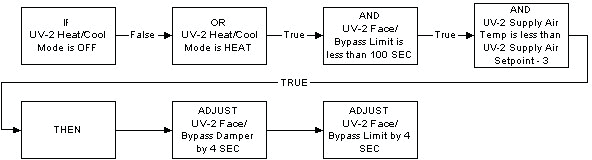 IF
UV-2 Heat/Cool
Mode is OFF
False
OR
UV-2 Heat/Cool
Mode is HEAT
True
AND
UV-2 Face/
Bypass Limit is
less than 100 SEC
True
AND
UV-2 Supply Air
Temp is less than
UV-2 Supply Air
Setpoint - 3
TRUE
THEN
ADJUST
UV-2 Face/
Bypass Damper
by 4 SEC
ADJUST
UV-2 Face/
Bypass Limit by 4
SEC